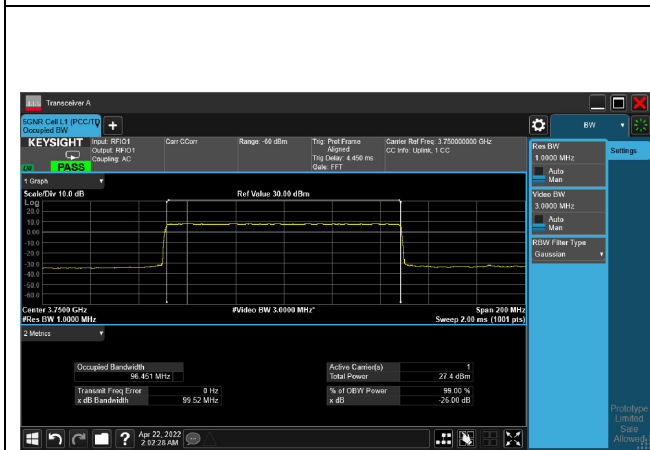 Transceiver A
5GNR Cell L1 (PCC/TD
Occupied BW
KEYSIGHT
PASS
Input: RFIO1
Output: RFIO1
Coupling: AC
Corr CCorr
Range: -60 dBm
Trig: Pret Frame
Aligned
Trig Delay: 4.450 ms
Gate: FFT
Carrier Ref Freq: 3.750000000 GHz
CC Info: Uplink, 1 CC
1 Graph
Scale/Div 10.0 dB
Ref Value 30.00 dBm
Log
20.0
10.0
0.00
-10.0
-20.0
-30.0
-40.0
-50.0
-60.0
Center 3.7500 GHz
#Video BW 3.0000 MHz*
Span 200 MHz
#Res BW 1.0000 MHz
Sweep 2.00 ms (1001 pts)
2 Metrics
Occupied Bandwidth
96.451 MHz
Active Carrier(s) 1
Total Power 27.4 dBm
Transmit Freq Error 0 Hz
x dB Bandwidth 99.52 MHz
% of OBW Power 99.00 %
x dB -26.00 dB
Apr 22, 2022
2:02:28 AM
BW
Settings
Res BW
1.0000 MHz
Auto
Man
Video BW
3.0000 MHz
Auto
Man
RBW Filter Type
Gaussian
Prototype
Limited
Sale
Allowed